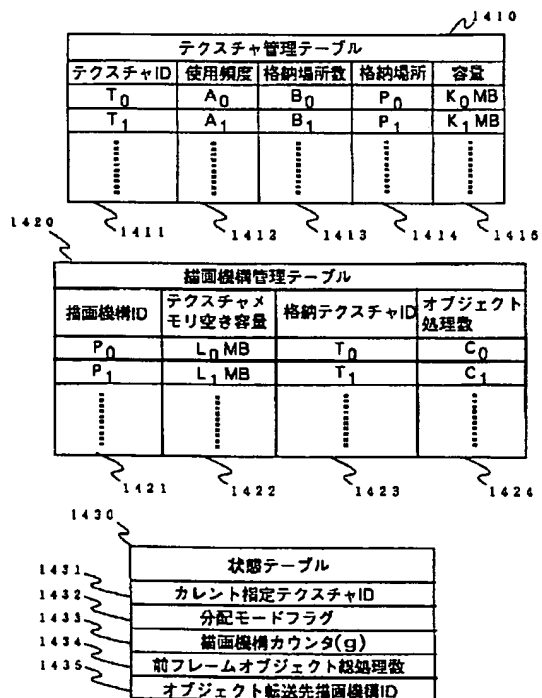 1410
テクスチャ管理テーブル
テクスチャID 使用頻度 格納場所数 格納場所 容量
T0 A0 B0 P0 K0 MB
T1 A1 B1 P1 K1 MB
1411 1412 1413 1414 1415
1420
描画機構管理テーブル
描画機構ID テクスチャメモリ空き容量 格納テクスチャID オブジェクト処理数
P0 L0 MB T0 C0
P1 L1 MB T1 C1
1421 1422 1423 1424
1430
状態テーブル
1431 カレント指定テクスチャID
1432 分配モードフラグ
1433 描画機構カウンタ(g)
1434 前フレームオブジェクト総処理数
1435 オブジェクト転送先描画機構ID